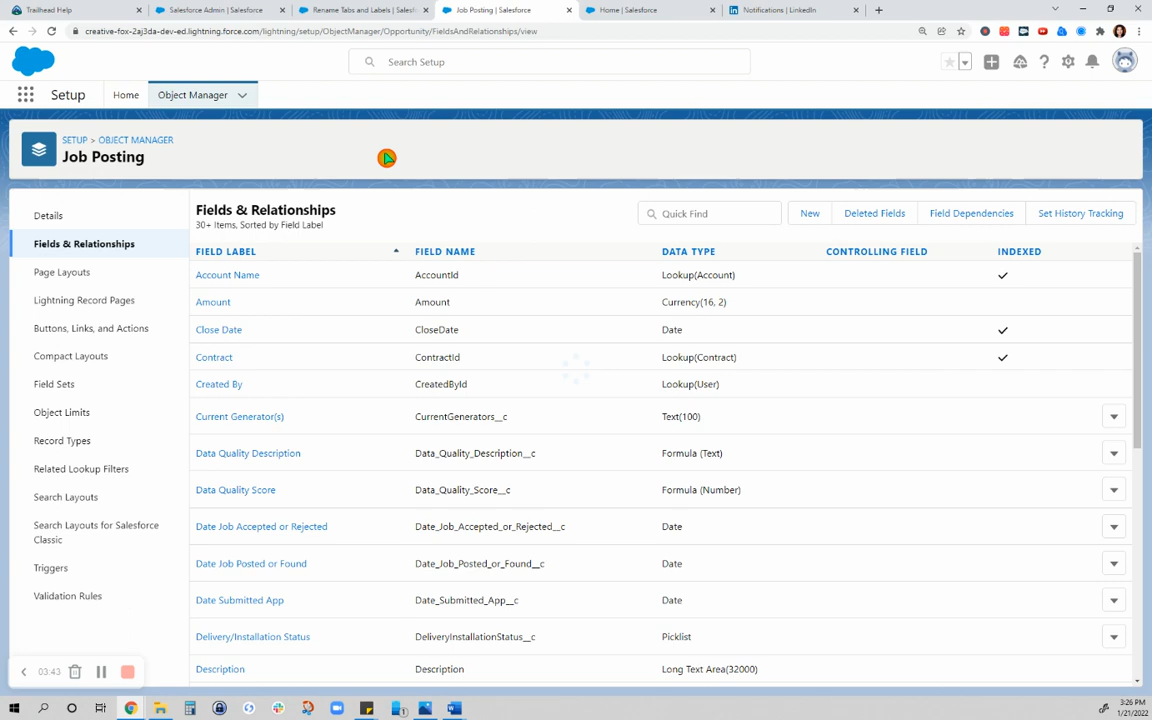 Trailhead Help
Salesforce Admin | Salesforce
Rename Tabs and Labels | Salesf
Job Posting | Salesforce
Home | Salesforce
Notifications | LinkedIn
creative-fox-2aj3da-dev-ed.lightning.force.com/lightning/setup/ObjectManager/Opportunity/FieldsAndRelationships/view
Search Setup
Setup
Home
Object Manager
SETUP > OBJECT MANAGER
Job Posting
Details
Fields & Relationships
Page Layouts
Lightning Record Pages
Buttons, Links, and Actions
Compact Layouts
Field Sets
Object Limits
Record Types
Related Lookup Filters
Search Layouts
Search Layouts for Salesforce
Classic
Triggers
Validation Rules
Fields & Relationships
30+ Items, Sorted by Field Label
Quick Find
New
Deleted Fields
Field Dependencies
Set History Tracking
FIELD LABEL FIELD NAME DATA TYPE CONTROLLING FIELD INDEXED
Account Name AccountId Lookup(Account)
Amount Amount Currency(16, 2)
Close Date CloseDate Date
Contract ContractId Lookup(Contract)
Created By CreatedById Lookup(User)
Current Generator(s) CurrentGenerators__c Text(100)
Data Quality Description Data_Quality_Description__c Formula (Text)
Data Quality Score Data_Quality_Score__c Formula (Number)
Date Job Accepted or Rejected Date_Job_Accepted_or_Rejected__c Date
Date Job Posted or Found Date_Job_Posted_or_Found__c Date
Date Submitted App Date_Submitted_App__c Date
Delivery/Installation Status DeliveryInstallationStatus__c Picklist
Description Description Long Text Area(32000)
03:43
3:26 PM
1/21/2022